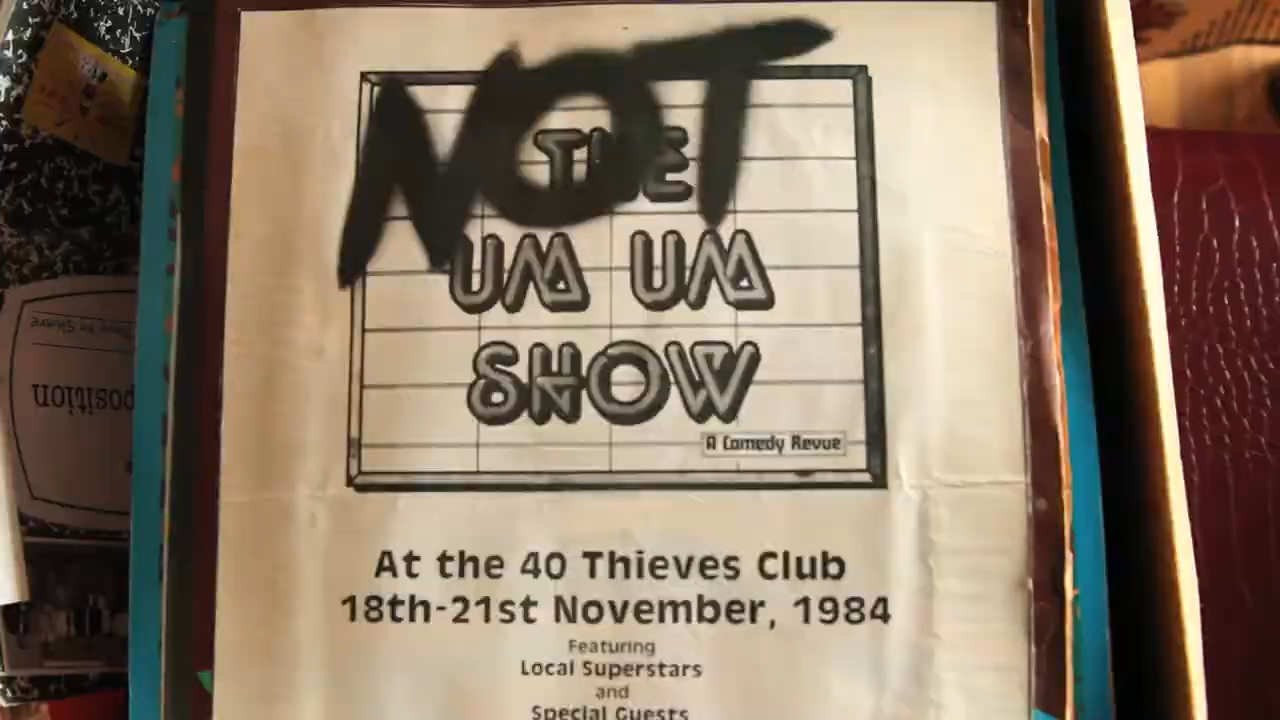 NOT
THE
UM UM
SHOW
A Comedy Revue
At the 40 Thieves Club
18th-21st November, 1984
Featuring
Local Superstars
and
Special Guests
position